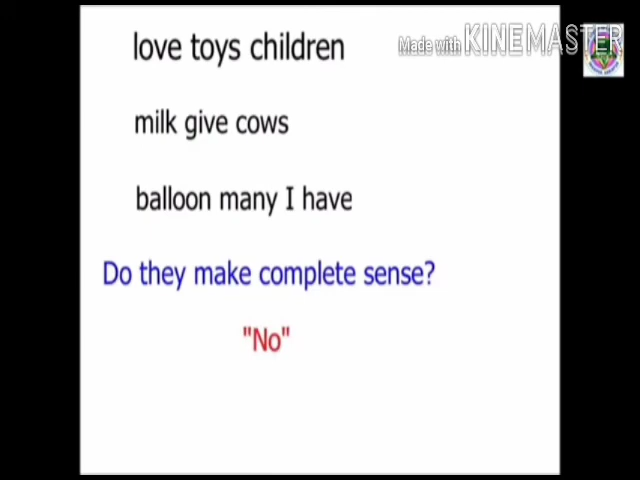 love toys children
Made with KINEMASTER
milk give cows
balloon many I have
Do they make complete sense?
"No"